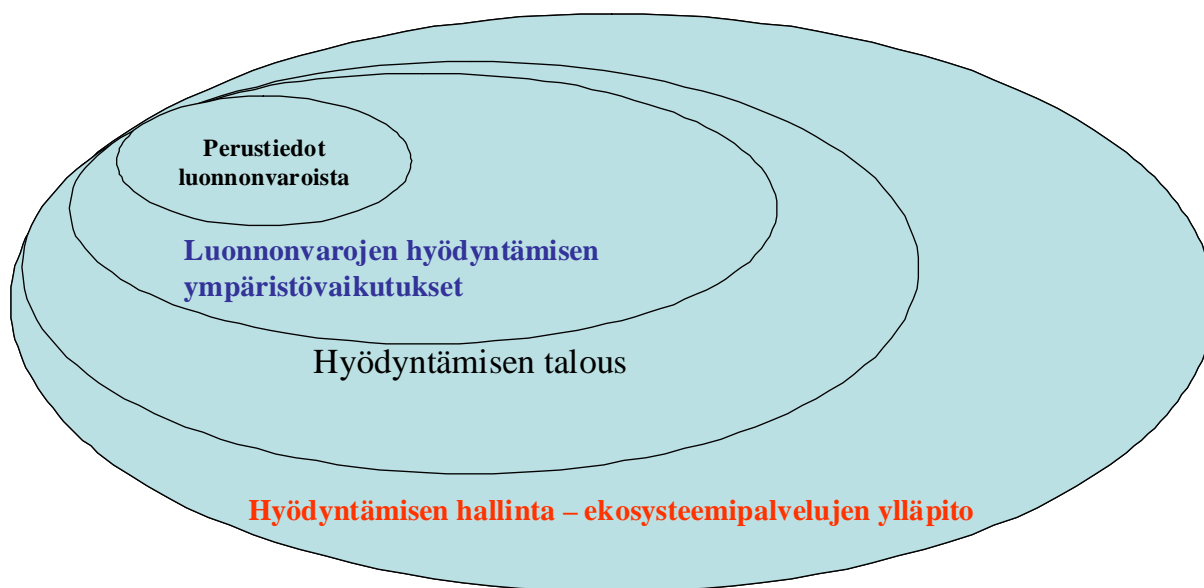 Perustiedot
luonnonvaroista
Luonnonvarojen hyödyntämisen
ympäristövaikutukset
Hyödyntämisen talous
Hyödyntämisen hallinta – ekosysteemipalvelujen ylläpito